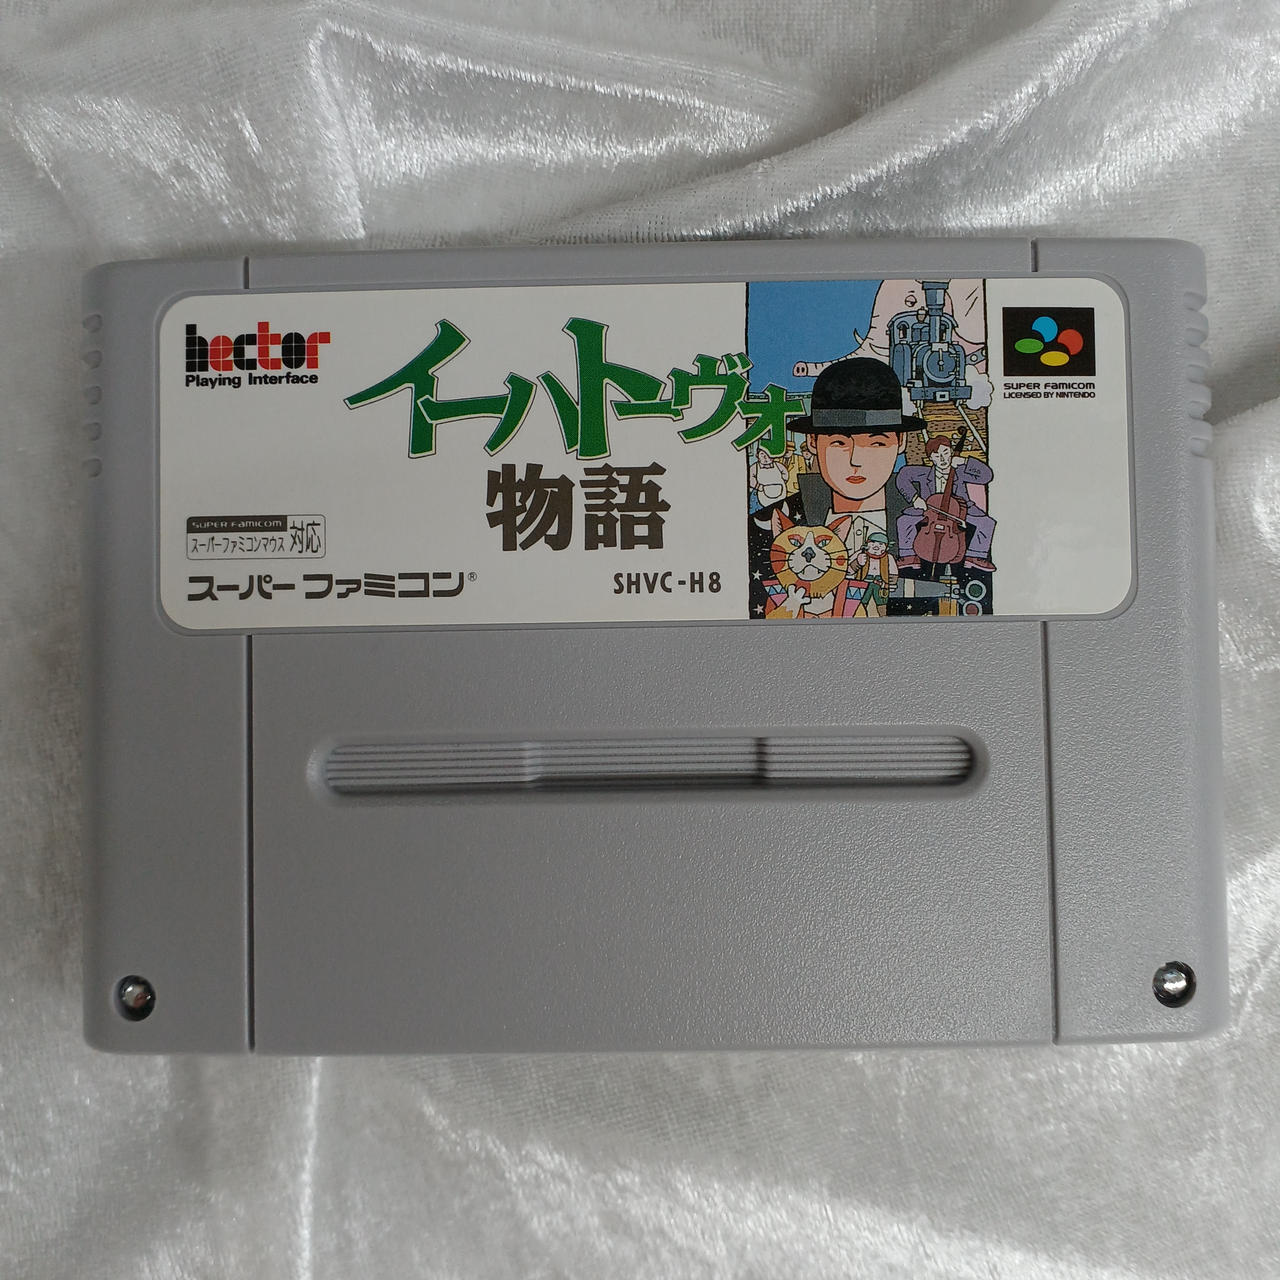 hector
Playing Interface
イーハトーヴォ
物語
SUPER FAMICOM
LICENSED BY NINTENDO
SUPER FAMICOM
スーパーファミコンマウス 対応
スーパーファミコン®
SHVC-H8